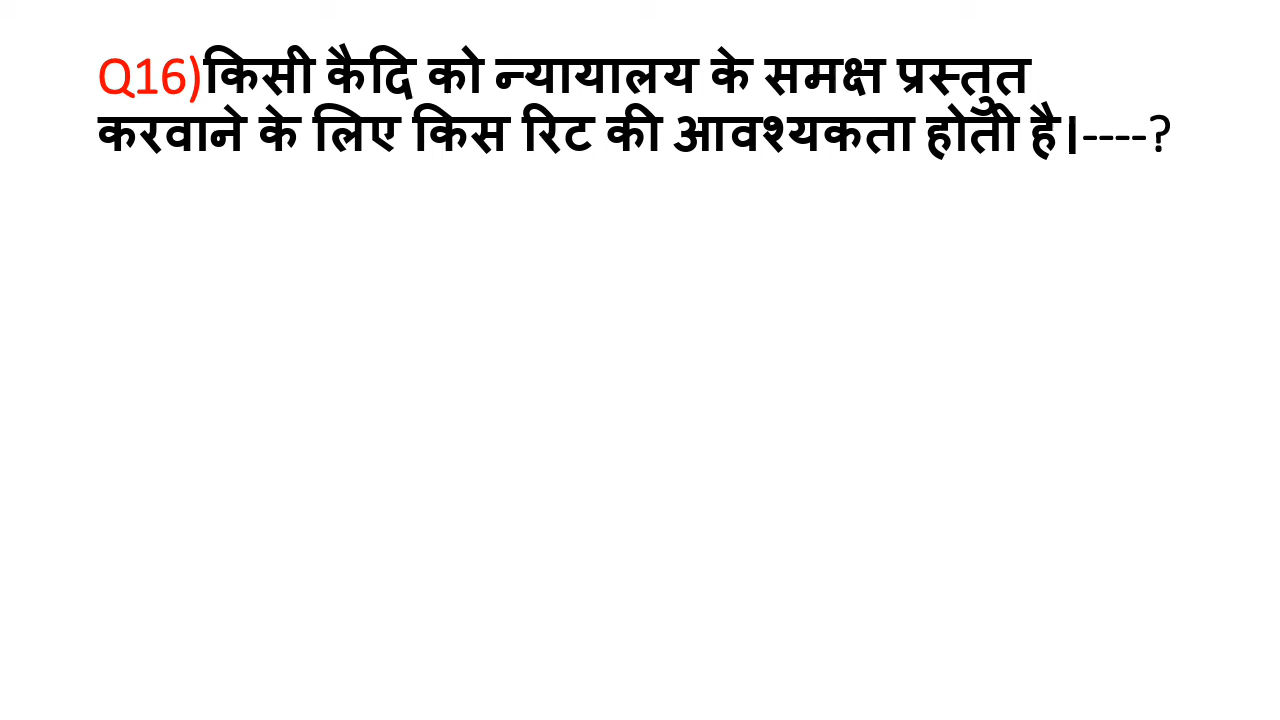 Q16)किसी कैदि को न्यायालय के समक्ष प्रस्तुत
करवाने के लिए किस रिट की आवश्यकता होती है।----?